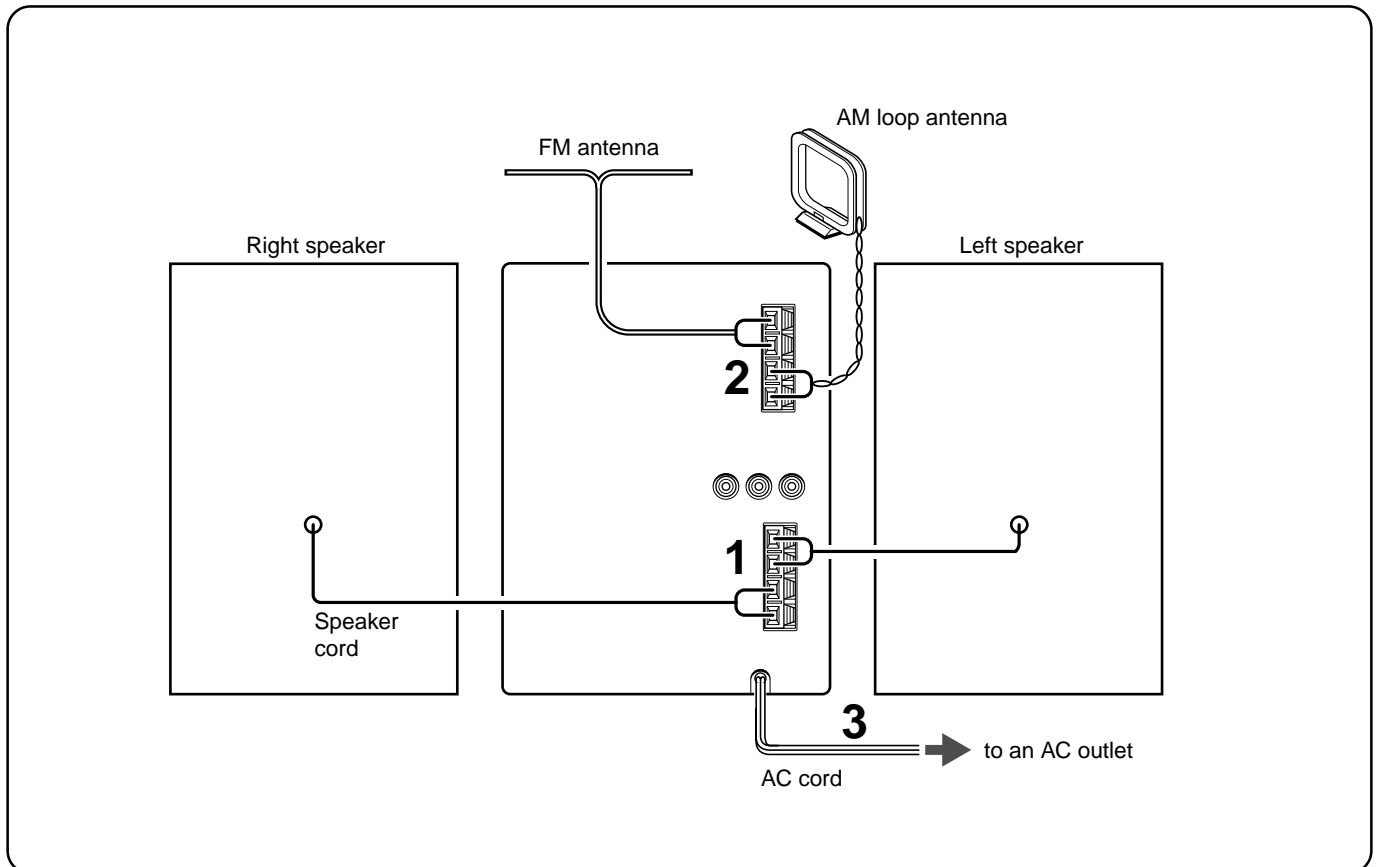 AM loop antenna
FM antenna
Right speaker
Left speaker
2
1
Speaker
cord
3
to an AC outlet
AC cord